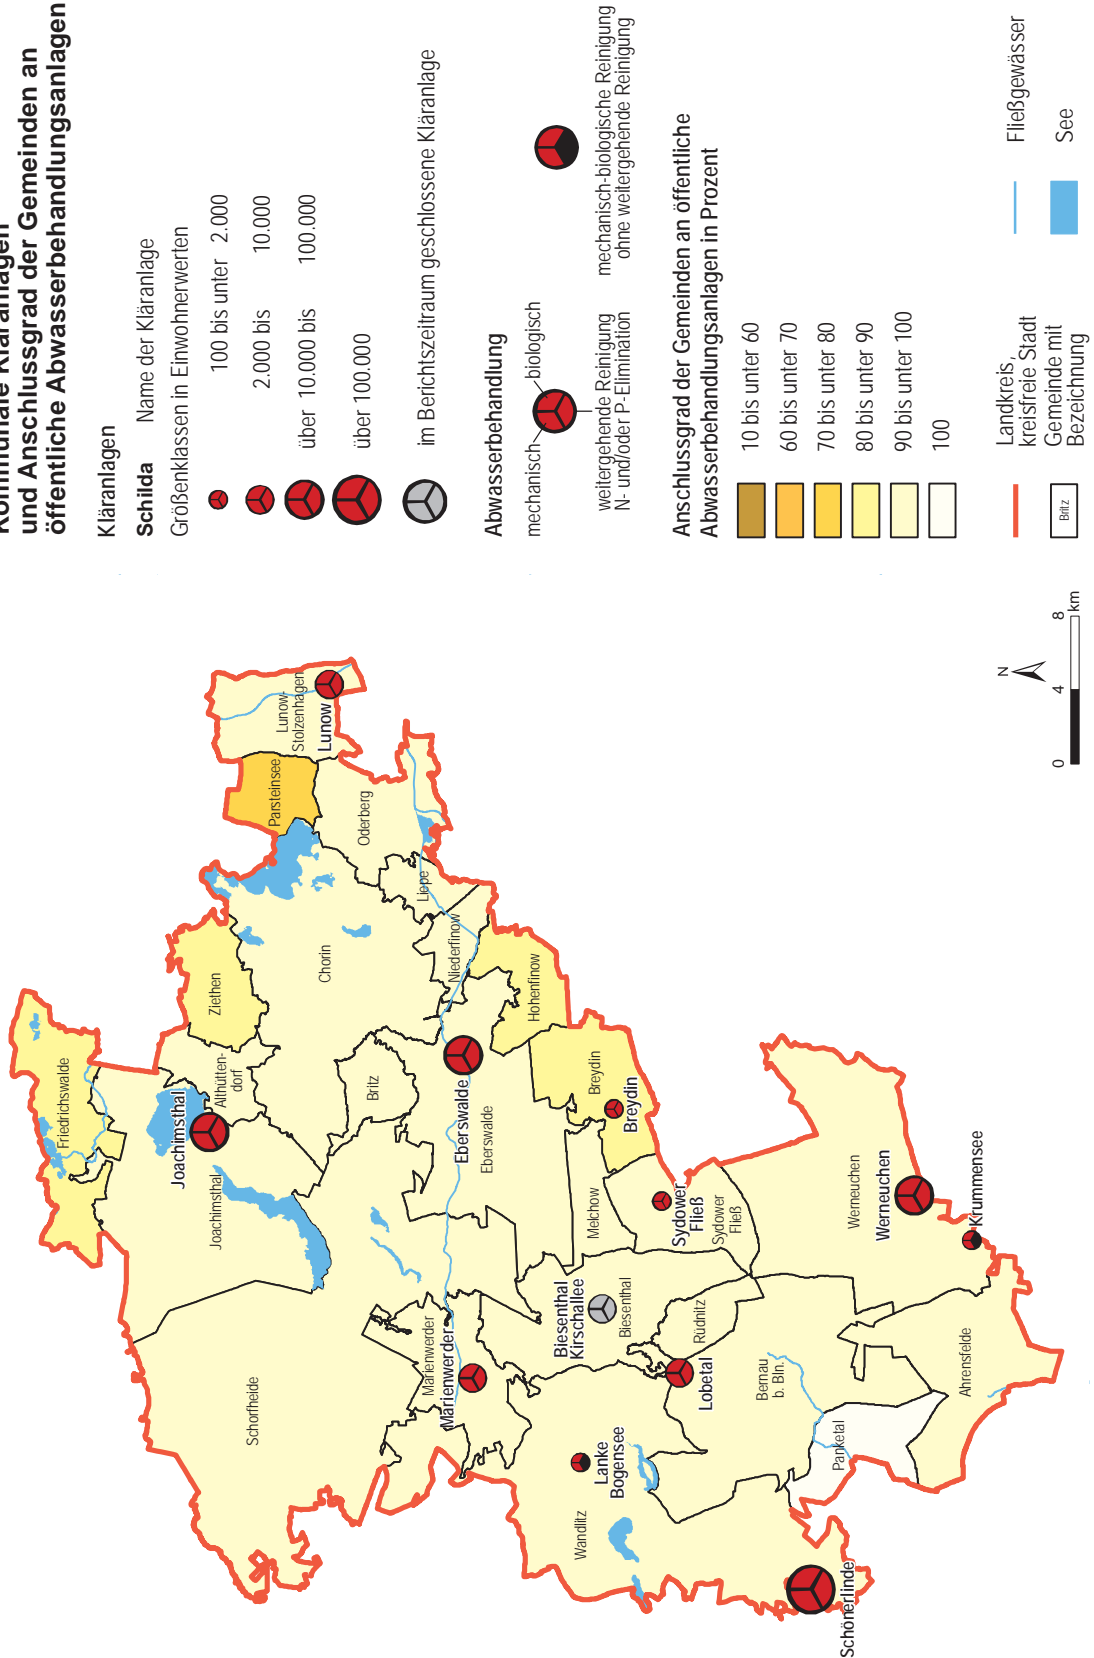 Kommunale Kläranlagen
und Anschlussgrad der Gemeinden an
öffentliche Abwasserbehandlungsanlagen
Kläranlagen
Schilda Name der Kläranlage
Größenklassen in Einwohnerwerten
100 bis unter 2.000
2.000 bis 10.000
über 10.000 bis 100.000
über 100.000
im Berichtszeitraum geschlossene Kläranlage
Abwasserbehandlung
mechanisch
biologisch
weitergehende Reinigung
N- und/oder P- Elimination
mechanisch-biologische Reinigung
ohne weitergehende Reinigung
Anschlussgrad der Gemeinden an öffentliche
Abwasserbehandlungsanlagen in Prozent
10 bis unter 60
60 bis unter 70
70 bis unter 80
80 bis unter 90
90 bis unter 100
100
Landkreis,
kreisfreie Stadt
Britz
Gemeinde mit
Bezeichnung
Fließgewässer
See
N
0 4 8
km
Friedrichswalde
Ziethen
Parsteinsee
Lunow-
Stolzenhagen
Lunow
Joachimsthal
Althütten-
dorf
Joachimsthal
Chorin
Oderberg
Liepe
Niederfinow
Hohenfinow
Britz
Eberswalde
Eberswalde
Schorfheide
Marienwerder
Marienwerder
Breydin
Breydin
Melchow
Sydower
Fließ
Sydower
Fließ
Biesenthal
Kirschallee
Biesenthal
Rüdnitz
Lobetal
Lanke
Bogensee
Wandlitz
Bernau
b. Bln.
Panketal
Schönerlinde
Werneuchen
Werneuchen
Krummensee
Ahrensfelde